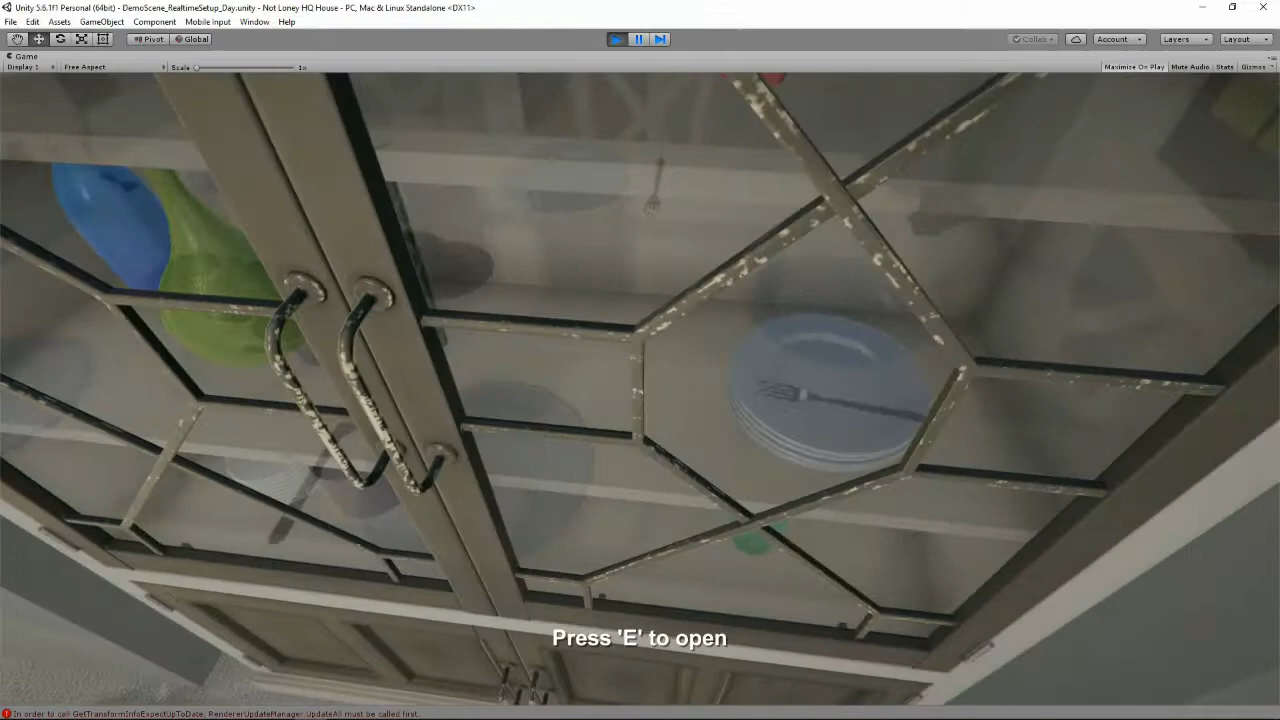 Unity 5.6.1f1 Personal (64bit) - DemoScene_RealtimeSetup_Day.unity - Not Loney HQ House - PC, Mac & Linux Standalone <DX11>
File Edit Assets GameObject Component Mobile Input Window Help
Pivot Global Collab Account Layers Layout
Game
Display 1 Free Aspect Scale 1x Maximize On Play Mute Audio Stats Gizmos
Press 'E' to open
In order to call GetTransformInfoExpectUpToDate, RendererUpdateManager.UpdateAll must be called first.